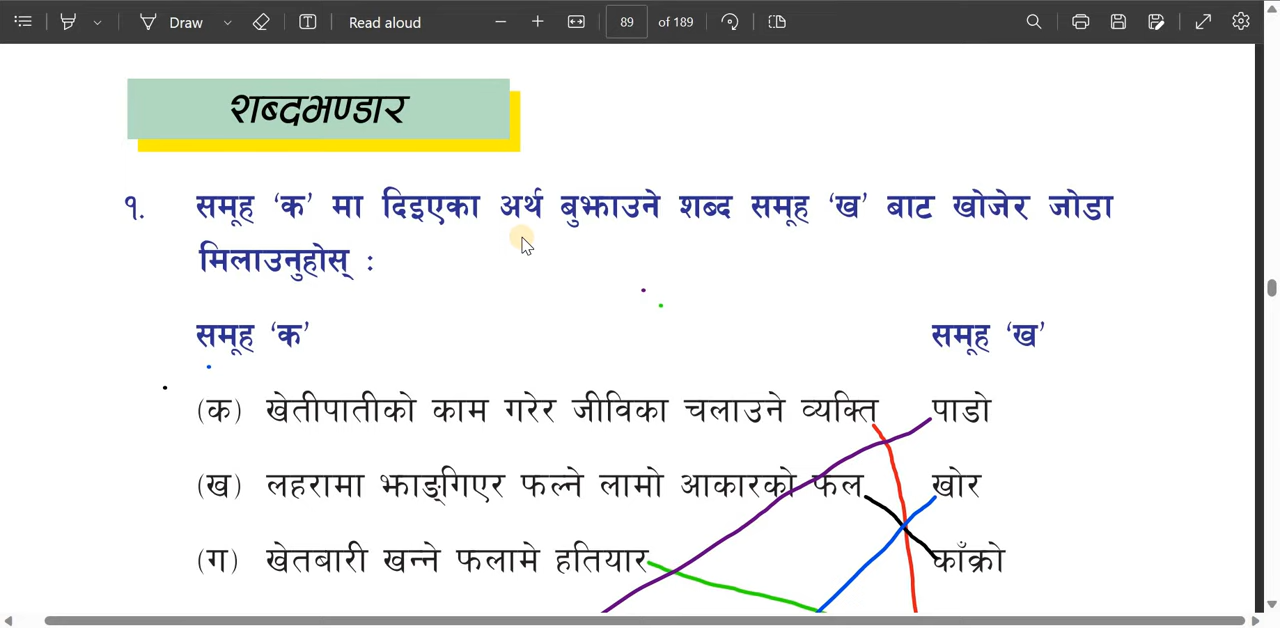 Draw
Read aloud
89 of 189
शब्दभण्डार
१. समूह 'क' मा दिइएका अर्थ बुझाउने शब्द समूह 'ख' बाट खोजेर जोडा
मिलाउनुहोस् :
समूह 'क' समूह 'ख'
(क) खेतीपातीको काम गरेर जीविका चलाउने व्यक्ति पाडो
(ख) लहरामा झाङ्गिएर फल्ने लामो आकारको फल खोर
(ग) खेतबारी खन्ने फलामे हतियार काँक्रो